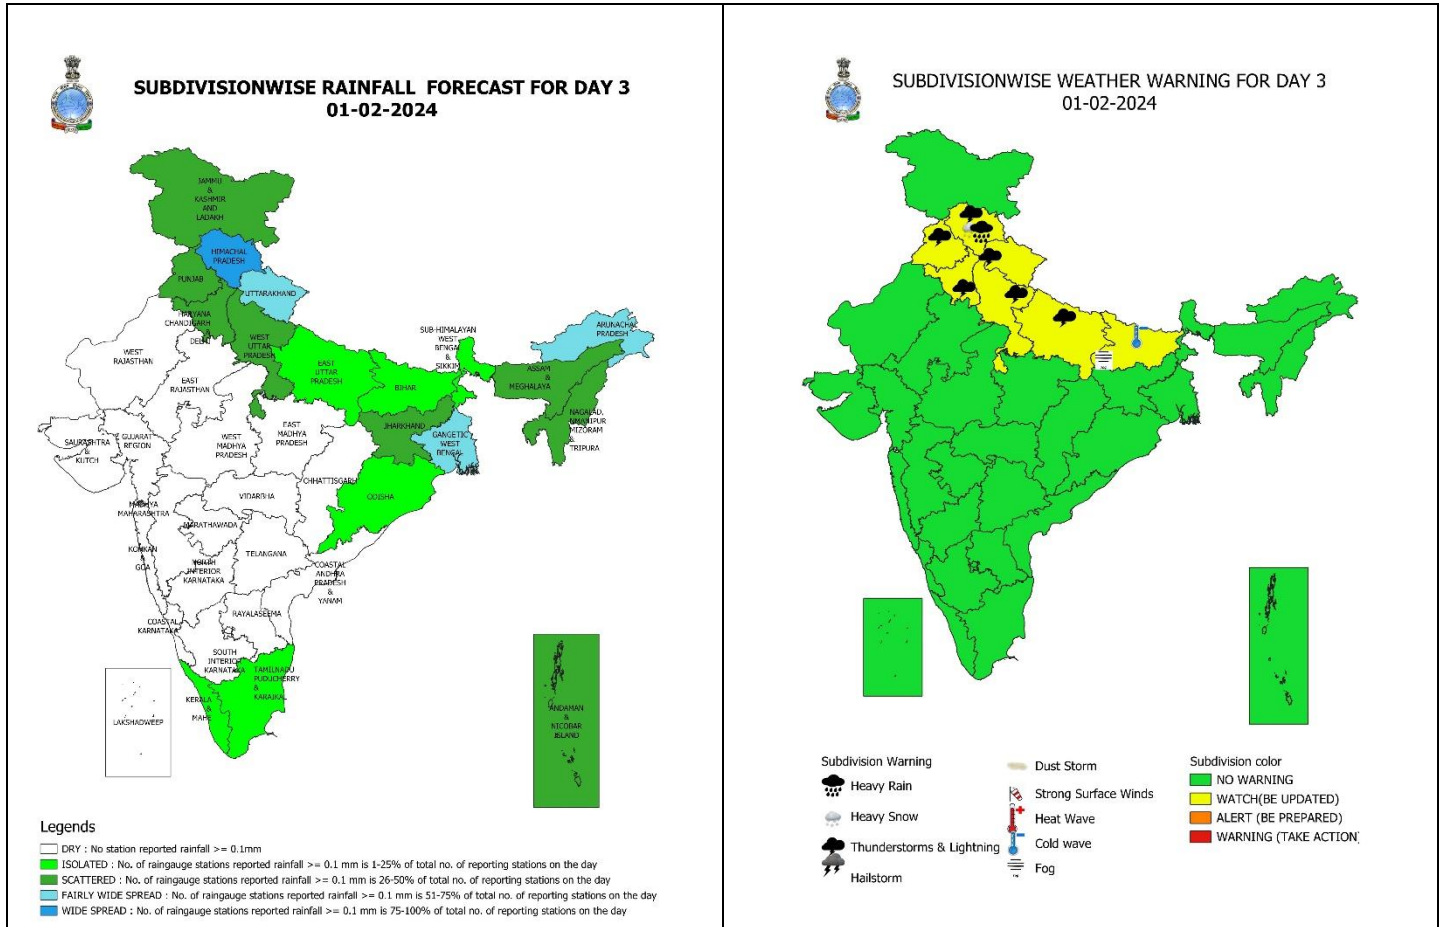 SUBDIVISIONWISE RAINFALL FORECAST FOR DAY 3
01-02-2024
JAMMU
&
KASHMIR
AND
LADAKH
HIMACHAL
PRADESH
PUNJAB
UTTARAKHAND
HARYANA
CHANDIGARH
&
DELHI
WEST
UTTAR
PRADESH
WEST
RAJASTHAN
EAST
RAJASTHAN
EAST
UTTAR
PRADESH
BIHAR
SUB-HIMALAYAN
WEST
BENGAL
&
SIKKIM
ARUNACHAL
PRADESH
ASSAM
&
MEGHALAYA
NAGALAD,
MANIPUR
MIZORAM
&
TRIPURA
SAURASHTRA
&
KUTCH
GUJARAT
REGION
WEST
MADHYA
PRADESH
EAST
MADHYA
PRADESH
JHARKHAND
GANGETIC
WEST
BENGAL
CHHATTISGARH
ODISHA
VIDARBHA
MADHYA
MAHARASHTRA
MARATHAWADA
KONKAN
&
GOA
NORTH
INTERIOR
KARNATAKA
TELANGANA
COASTAL
ANDHRA
PRADESH
&
YANAM
RAYALASEEMA
COASTAL
KARNATAKA
SOUTH
INTERIOR
KARNATAKA
TAMILNADU
PUDUCHERRY
&
KARAIKAL
KERALA
&
MAHE
LAKSHADWEEP
ANDAMAN
&
NICOBAR
ISLAND
Legends
DRY : No station reported rainfall >= 0.1mm
ISOLATED : No. of raingauge stations reported rainfall >= 0.1 mm is 1-25% of total no. of reporting stations on the day
SCATTERED : No. of raingauge stations reported rainfall >= 0.1 mm is 26-50% of total no. of reporting stations on the day
FAIRLY WIDE SPREAD : No. of raingauge stations reported rainfall >= 0.1 mm is 51-75% of total no. of reporting stations on the day
WIDE SPREAD : No. of raingauge stations reported rainfall >= 0.1 mm is 75-100% of total no. of reporting stations on the day
SUBDIVISIONWISE WEATHER WARNING FOR DAY 3
01-02-2024
Subdivision Warning
Heavy Rain
Heavy Snow
Thunderstorms & Lightning
Hailstorm
Dust Storm
Strong Surface Winds
Heat Wave
Cold wave
Fog
Subdivision color
NO WARNING
WATCH(BE UPDATED)
ALERT (BE PREPARED)
WARNING (TAKE ACTION)